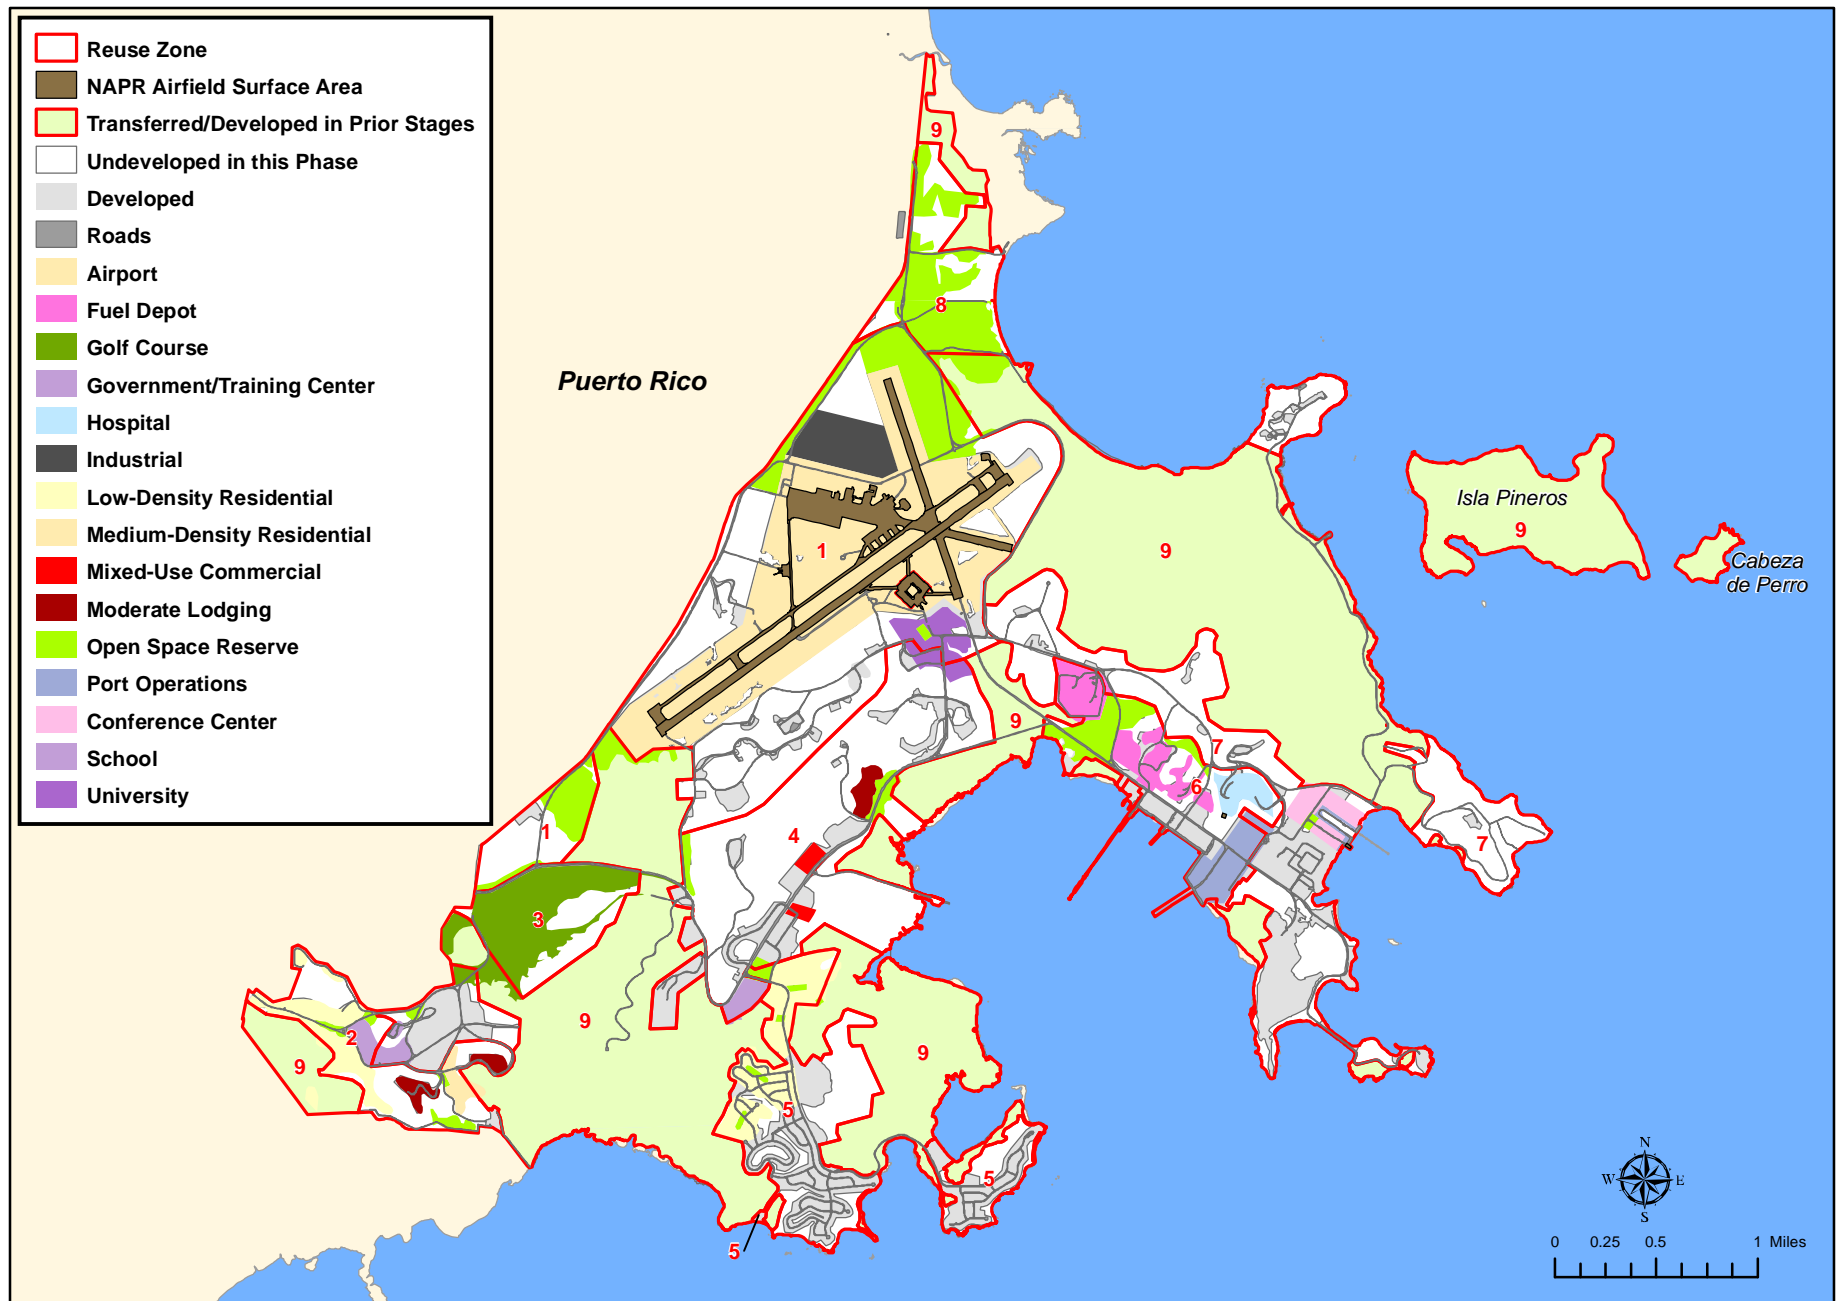 Reuse Zone
NAPR Airfield Surface Area
Transferred/Developed in Prior Stages
Undeveloped in this Phase
Developed
Roads
Airport
Fuel Depot
Golf Course
Government/Training Center
Hospital
Industrial
Low-Density Residential
Medium-Density Residential
Mixed-Use Commercial
Moderate Lodging
Open Space Reserve
Port Operations
Conference Center
School
University
9
8
Puerto Rico
Isla Pineros
9
1
9
Cabeza
de Perro
9
7
6
1
4
7
3
9
2
9
9
5
5
5
N
W E
S
0 0.25 0.5 1 Miles